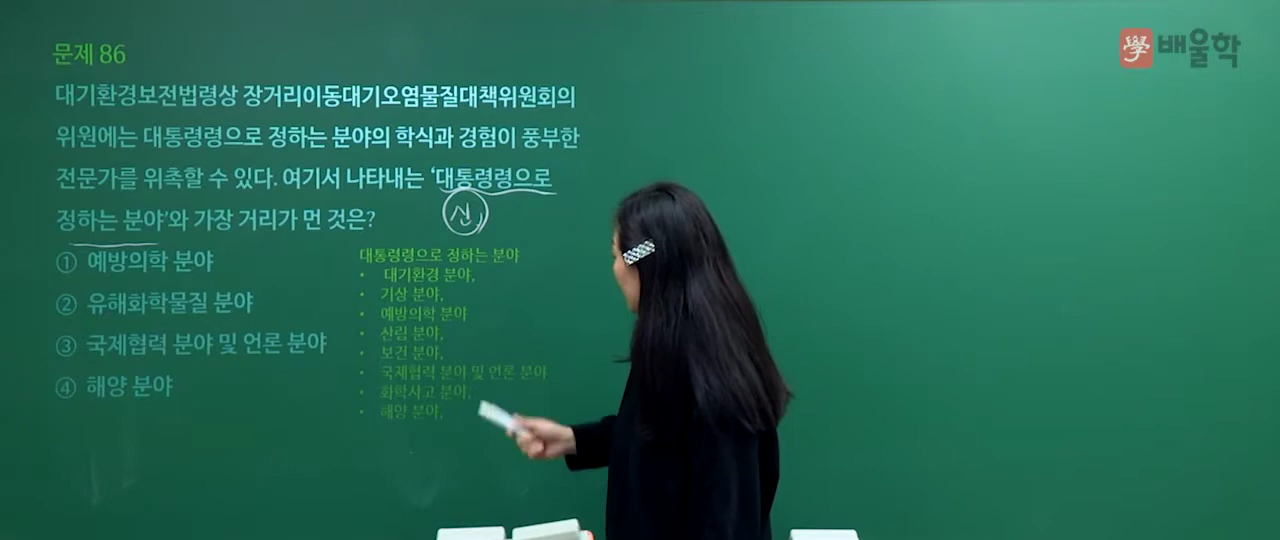 문제 86
學 배울학
대기환경보전법령상 장거리이동대기오염물질대책위원회의
위원에는 대통령령으로 정하는 분야의 학식과 경험이 풍부한
전문가를 위촉할 수 있다. 여기서 나타내는 ‘대통령령으로
정하는 분야’와 가장 거리가 먼 것은?
신
① 예방의학 분야
② 유해화학물질 분야
③ 국제협력 분야 및 언론 분야
④ 해양 분야
대통령령으로 정하는 분야
• 대기환경 분야,
• 기상 분야,
• 예방의학 분야
• 산림 분야,
• 보건 분야,
• 국제협력 분야 및 언론 분야
• 화학사고 분야,
• 해양 분야,